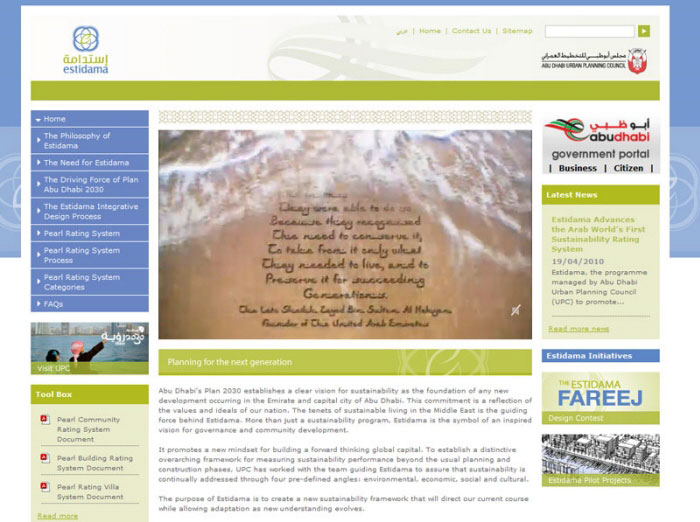 إستدامة
estidama
عربي | Home | Contact Us | Sitemap
مجلس أبوظبي للتخطيط العمراني
ABU DHABI URBAN PLANNING COUNCIL
Home
The Philosophy of
Estidama
The Need for Estidama
The Driving Force of Plan
Abu Dhabi 2030
The Estidama Integrative
Design Process
Pearl Rating System
Pearl Rating System
Process
Pearl Rating System
Categories
FAQs
Visit UPC
Tool Box
Pearl Community
Rating System
Document
Pearl Building Rating
System Document
Pearl Rating Villa
System Document
Read more
They were able to do so
Because they recognised
The need to conserve it,
To take from it only what
They needed to live, and to
Preserve it for succeeding
Generations.
The Late Sheikh Zayed Bin Sultan Al Nahyan
Founder of The United Arab Emirates
Planning for the next generation
Abu Dhabi's Plan 2030 establishes a clear vision for sustainability as the foundation of any new
development occurring in the Emirate and capital city of Abu Dhabi. This commitment is a reflection of
the values and ideals of our nation. The tenets of sustainable living in the Middle East is the guiding
force behind Estidama. More than just a sustainability program, Estidama is the symbol of an inspired
vision for governance and community development.
It promotes a new mindset for building a forward thinking global capital. To establish a distinctive
overarching framework for measuring sustainability performance beyond the usual planning and
construction phases, UPC has worked with the team guiding Estidama to assure that sustainability is
continually addressed through four pre-defined angles: environmental, economic, social and cultural.
The purpose of Estidama is to create a new sustainability framework that will direct our current course
while allowing adaptation as new understanding evolves.
أبوظبي
abudhabi
government portal
| Business | Citizen |
Latest News
Estidama Advances
the Arab World's First
Sustainability Rating
System
19/04/2010
Estidama, the programme
managed by Abu Dhabi
Urban Planning Council
(UPC) to promote...
Read more news
Estidama Initiatives
THE ESTIDAMA
FAREEJ
Design Contest
Estidama Pilot Projects